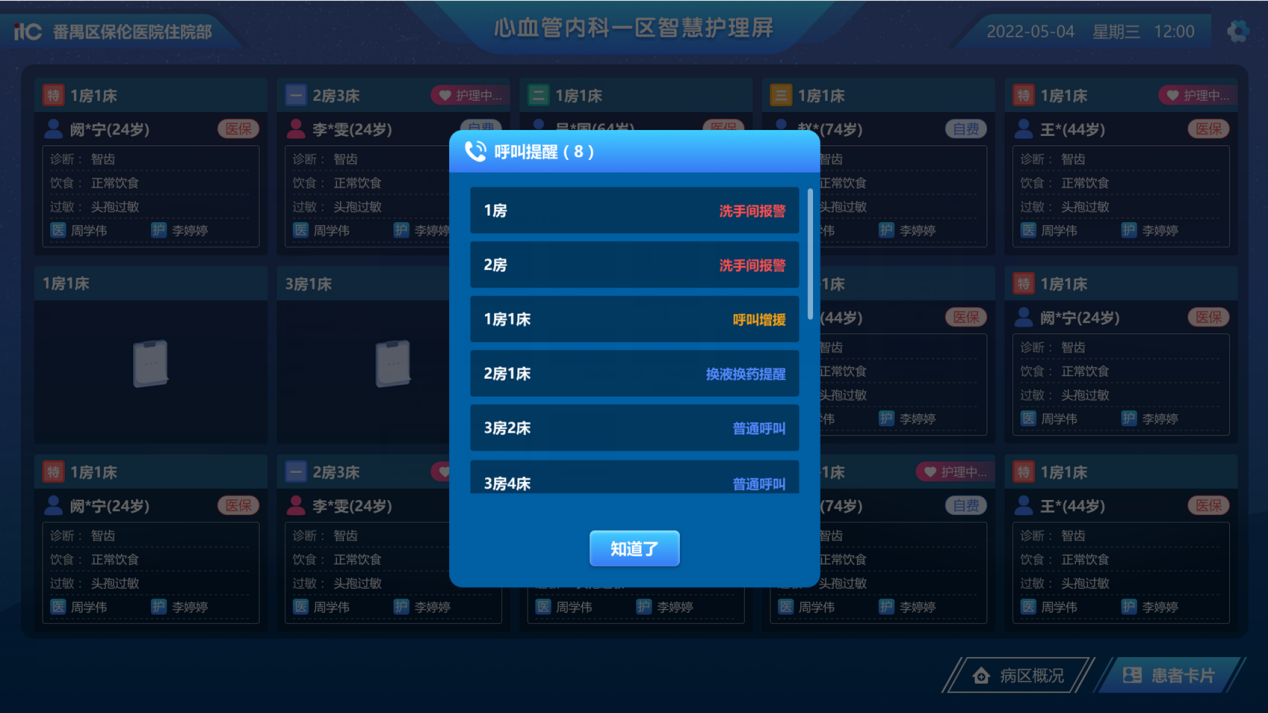 itC 番禺区保伦医院住院部
心血管内科一区智慧护理屏
2022-05-04 星期三 12:00
特 1房1床
阙*宁(24岁) 医保
诊断： 智齿
饮食： 正常饮食
过敏： 头孢过敏
医 周学伟 护 李婷婷
一 2房3床 护理中...
李*雯(24岁) 自费
诊断： 智齿
饮食： 正常饮食
过敏： 头孢过敏
医 周学伟 护 李婷婷
二 1房1床
吴*国(64岁) 医保
三 1房1床
赵*(74岁) 自费
智齿
正常饮食
头孢过敏
护 李婷婷
特 1房1床 护理中...
王*(44岁) 医保
诊断： 智齿
饮食： 正常饮食
过敏： 头孢过敏
医 周学伟 护 李婷婷
呼叫提醒（8）
1房 洗手间报警
2房 洗手间报警
1房1床 呼叫增援
2房1床 换液换药提醒
3房2床 普通呼叫
3房4床 普通呼叫
知道了
1房1床
3房1床
1床
(44岁) 医保
智齿
正常饮食
头孢过敏
护 李婷婷
特 1房1床
阙*宁(24岁) 医保
诊断： 智齿
饮食： 正常饮食
过敏： 头孢过敏
医 周学伟 护 李婷婷
特 1房1床
阙*宁(24岁) 医保
诊断： 智齿
饮食： 正常饮食
过敏： 头孢过敏
医 周学伟 护 李婷婷
一 2房3床
李*雯(24岁)
诊断： 智齿
饮食： 正常饮食
过敏： 头孢过敏
医 周学伟 护 李婷婷
医 周学伟 护 李婷婷
1床 护理中...
(74岁) 自费
智齿
正常饮食
头孢过敏
医 周学伟 护 李婷婷
特 1房1床
王*(44岁) 医保
诊断： 智齿
饮食： 正常饮食
过敏： 头孢过敏
医 周学伟 护 李婷婷
病区概况
患者卡片